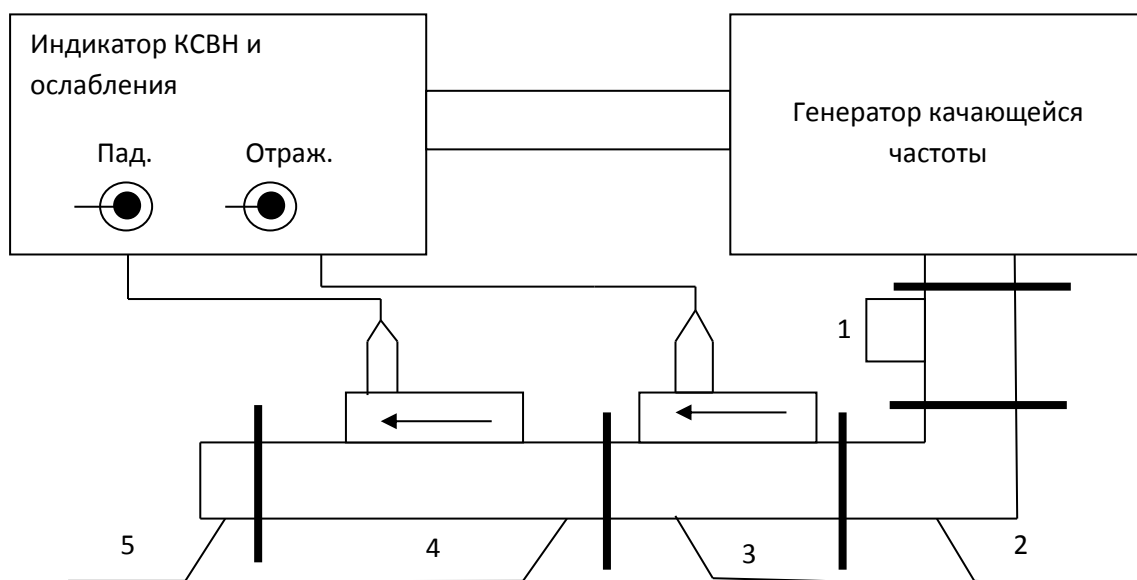 Индикатор КСВН и
ослабления
Генератор качающейся
частоты
Пад.
Отраж.
1
5
4
3
2